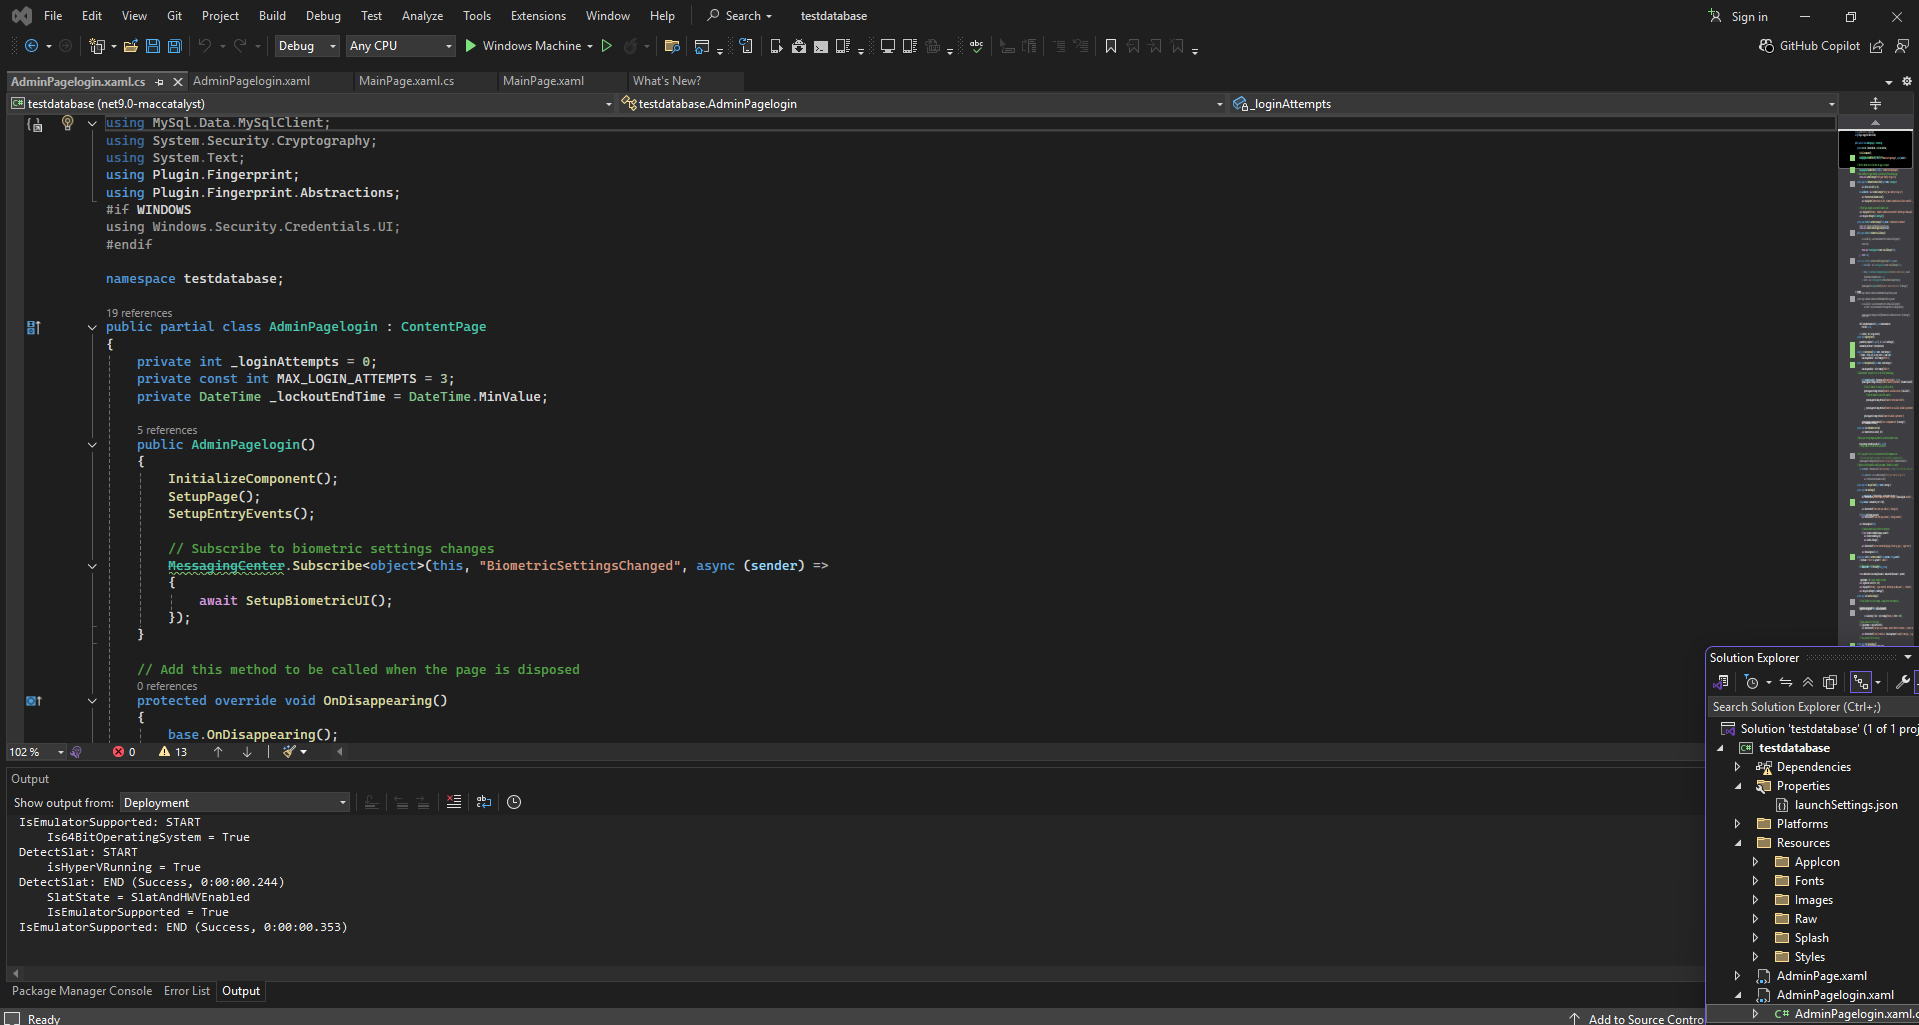 File Edit View Git Project Build Debug Test Analyze Tools Extensions Window Help Search testdatabase Sign in
Debug Any CPU Windows Machine GitHub Copilot
AdminPagelogin.xaml.cs AdminPagelogin.xaml MainPage.xaml.cs MainPage.xaml What's New?
C# testdatabase (net9.0-maccatalyst) testdatabase.AdminPagelogin _loginAttempts
using MySql.Data.MySqlClient;
using System.Security.Cryptography;
using System.Text;
using Plugin.Fingerprint;
using Plugin.Fingerprint.Abstractions;
#if WINDOWS
using Windows.Security.Credentials.UI;
#endif
namespace testdatabase;
19 references
public partial class AdminPagelogin : ContentPage
{
private int _loginAttempts = 0;
private const int MAX_LOGIN_ATTEMPTS = 3;
private DateTime _lockoutEndTime = DateTime.MinValue;
5 references
public AdminPagelogin()
{
InitializeComponent();
SetupPage();
SetupEntryEvents();
// Subscribe to biometric settings changes
MessagingCenter.Subscribe<object>(this, "BiometricSettingsChanged", async (sender) =>
{
await SetupBiometricUI();
});
}
// Add this method to be called when the page is disposed
0 references
protected override void OnDisappearing()
{
base.OnDisappearing();
102 % 0 13
Output
Show output from: Deployment
IsEmulatorSupported: START
Is64BitOperatingSystem = True
DetectSlat: START
isHyperVRunning = True
DetectSlat: END (Success, 0:00:00.244)
SlatState = SlatAndHWVEnabled
IsEmulatorSupported = True
IsEmulatorSupported: END (Success, 0:00:00.353)
Package Manager Console Error List Output
Ready Add to Source Contro
Solution Explorer
Search Solution Explorer (Ctrl+;)
Solution 'testdatabase' (1 of 1 proj
C# testdatabase
Dependencies
Properties
launchSettings.json
Platforms
Resources
AppIcon
Fonts
Images
Raw
Splash
Styles
AdminPage.xaml
AdminPagelogin.xaml
C# AdminPagelogin.xaml.c